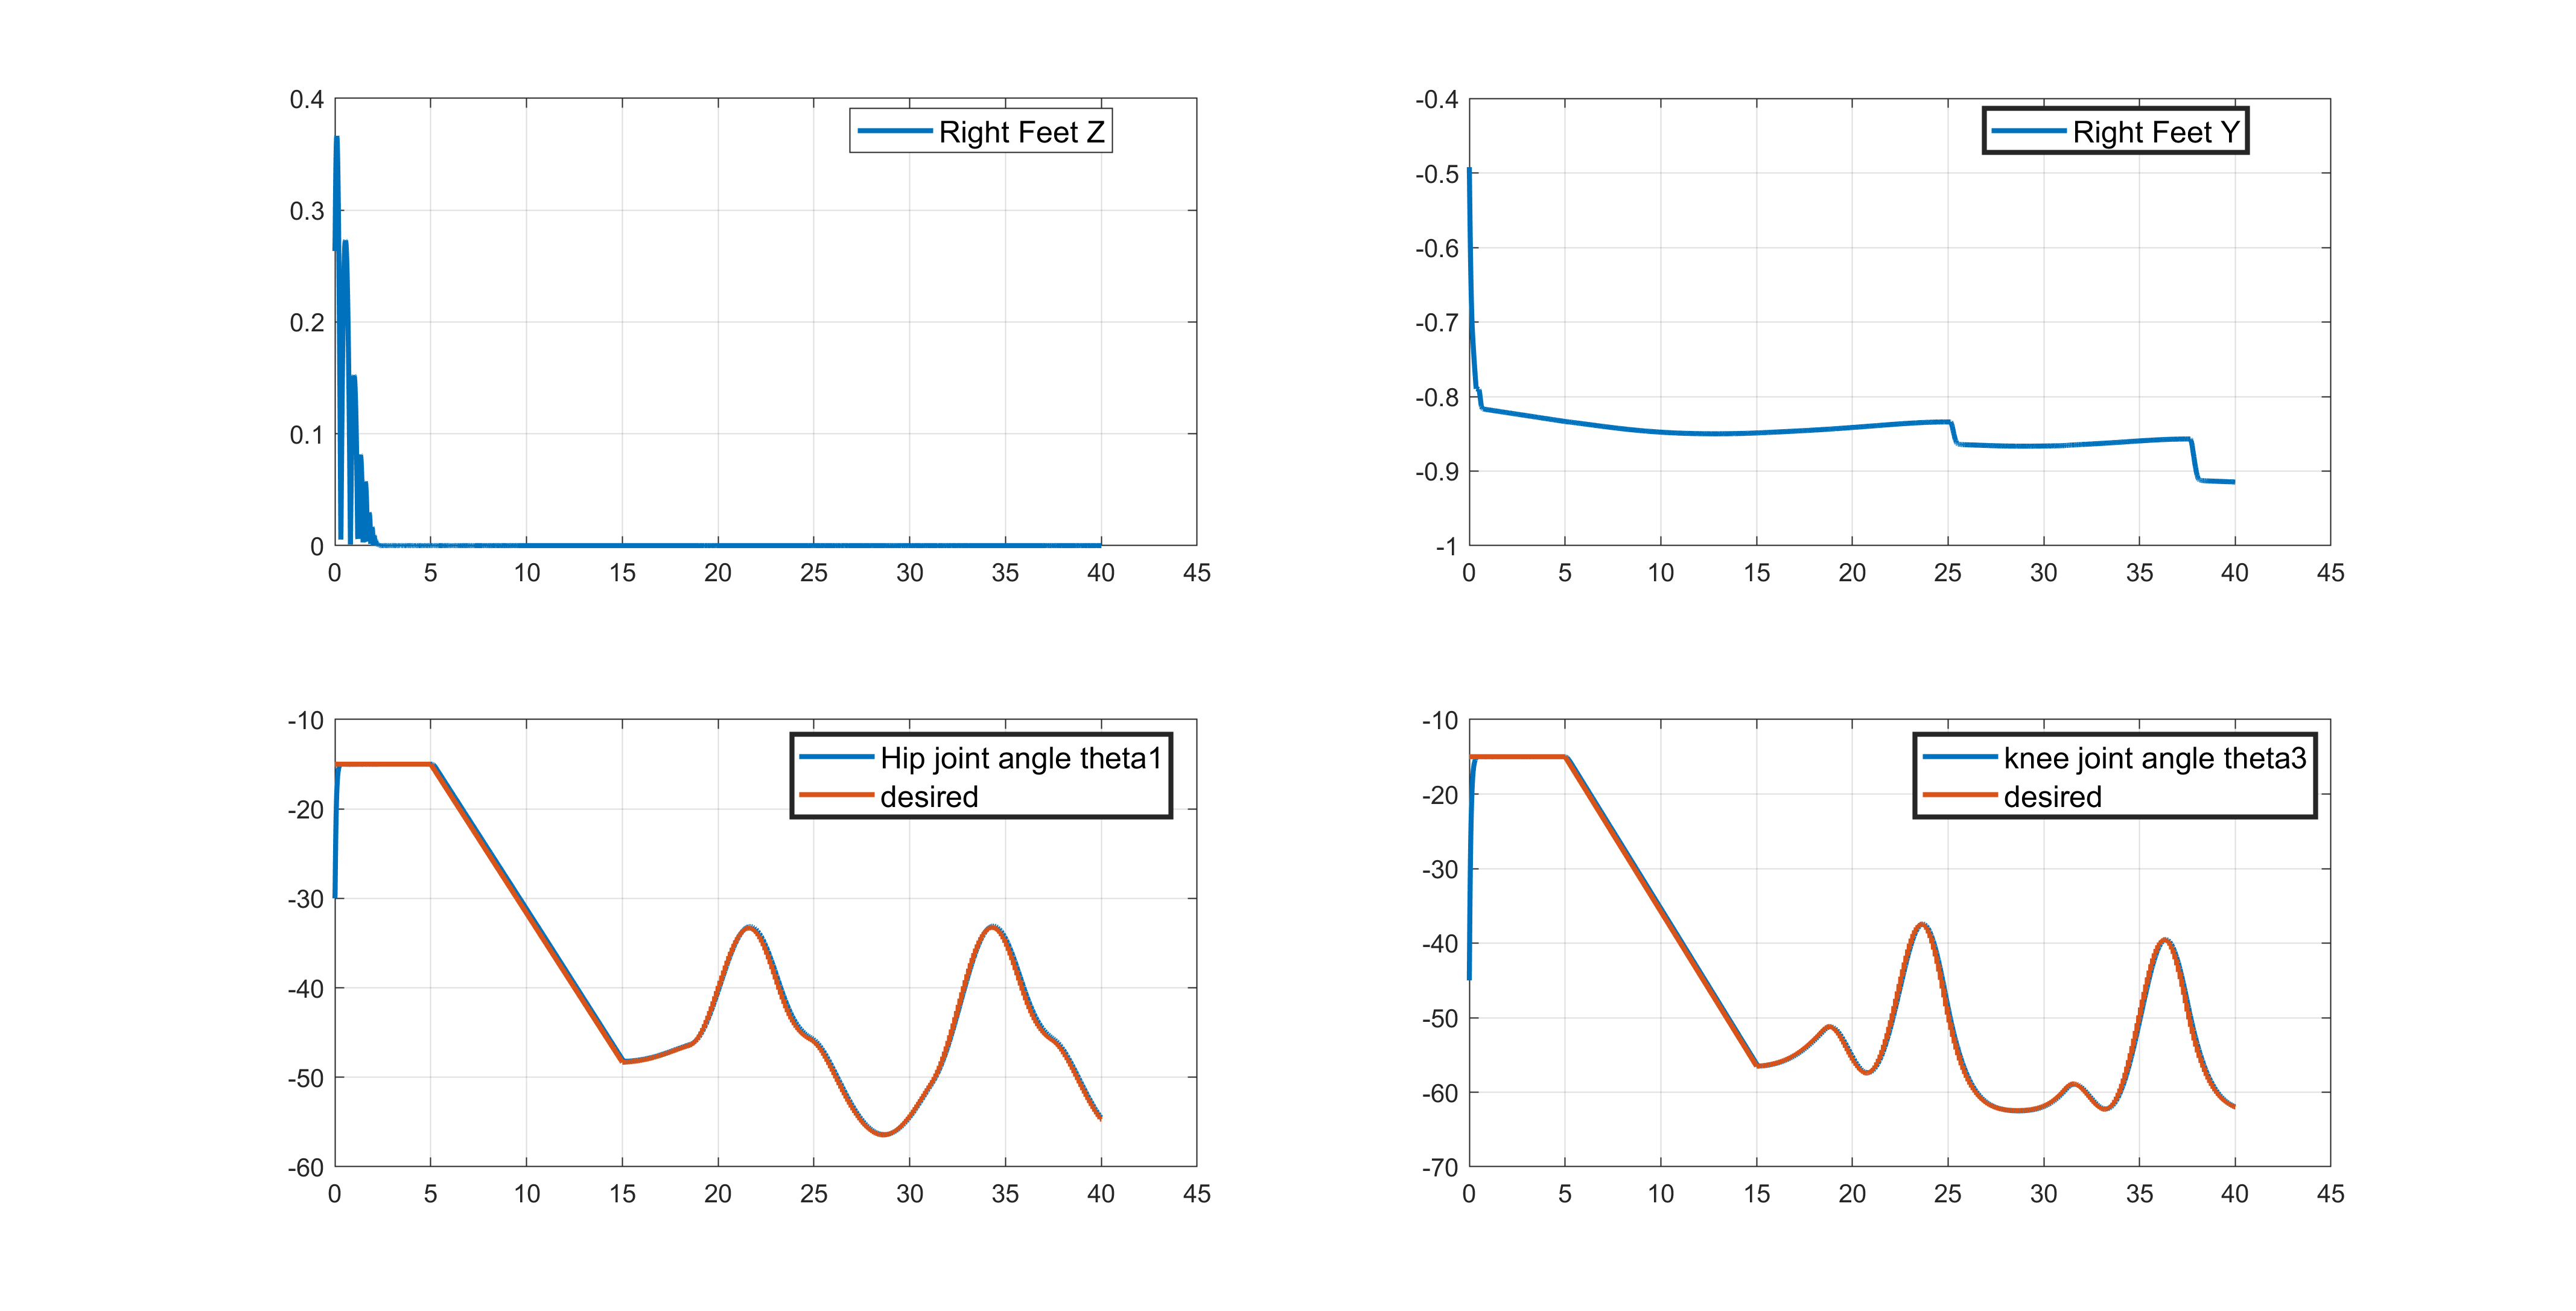 0.4
0.3
0.2
0.1
0
0 5 10 15 20 25 30 35 40 45
Right Feet Z
-0.4
-0.5
-0.6
-0.7
-0.8
-0.9
-1
0 5 10 15 20 25 30 35 40 45
Right Feet Y
-10
-20
-30
-40
-50
-60
0 5 10 15 20 25 30 35 40 45
Hip joint angle theta1
desired
-10
-20
-30
-40
-50
-60
-70
0 5 10 15 20 25 30 35 40 45
knee joint angle theta3
desired